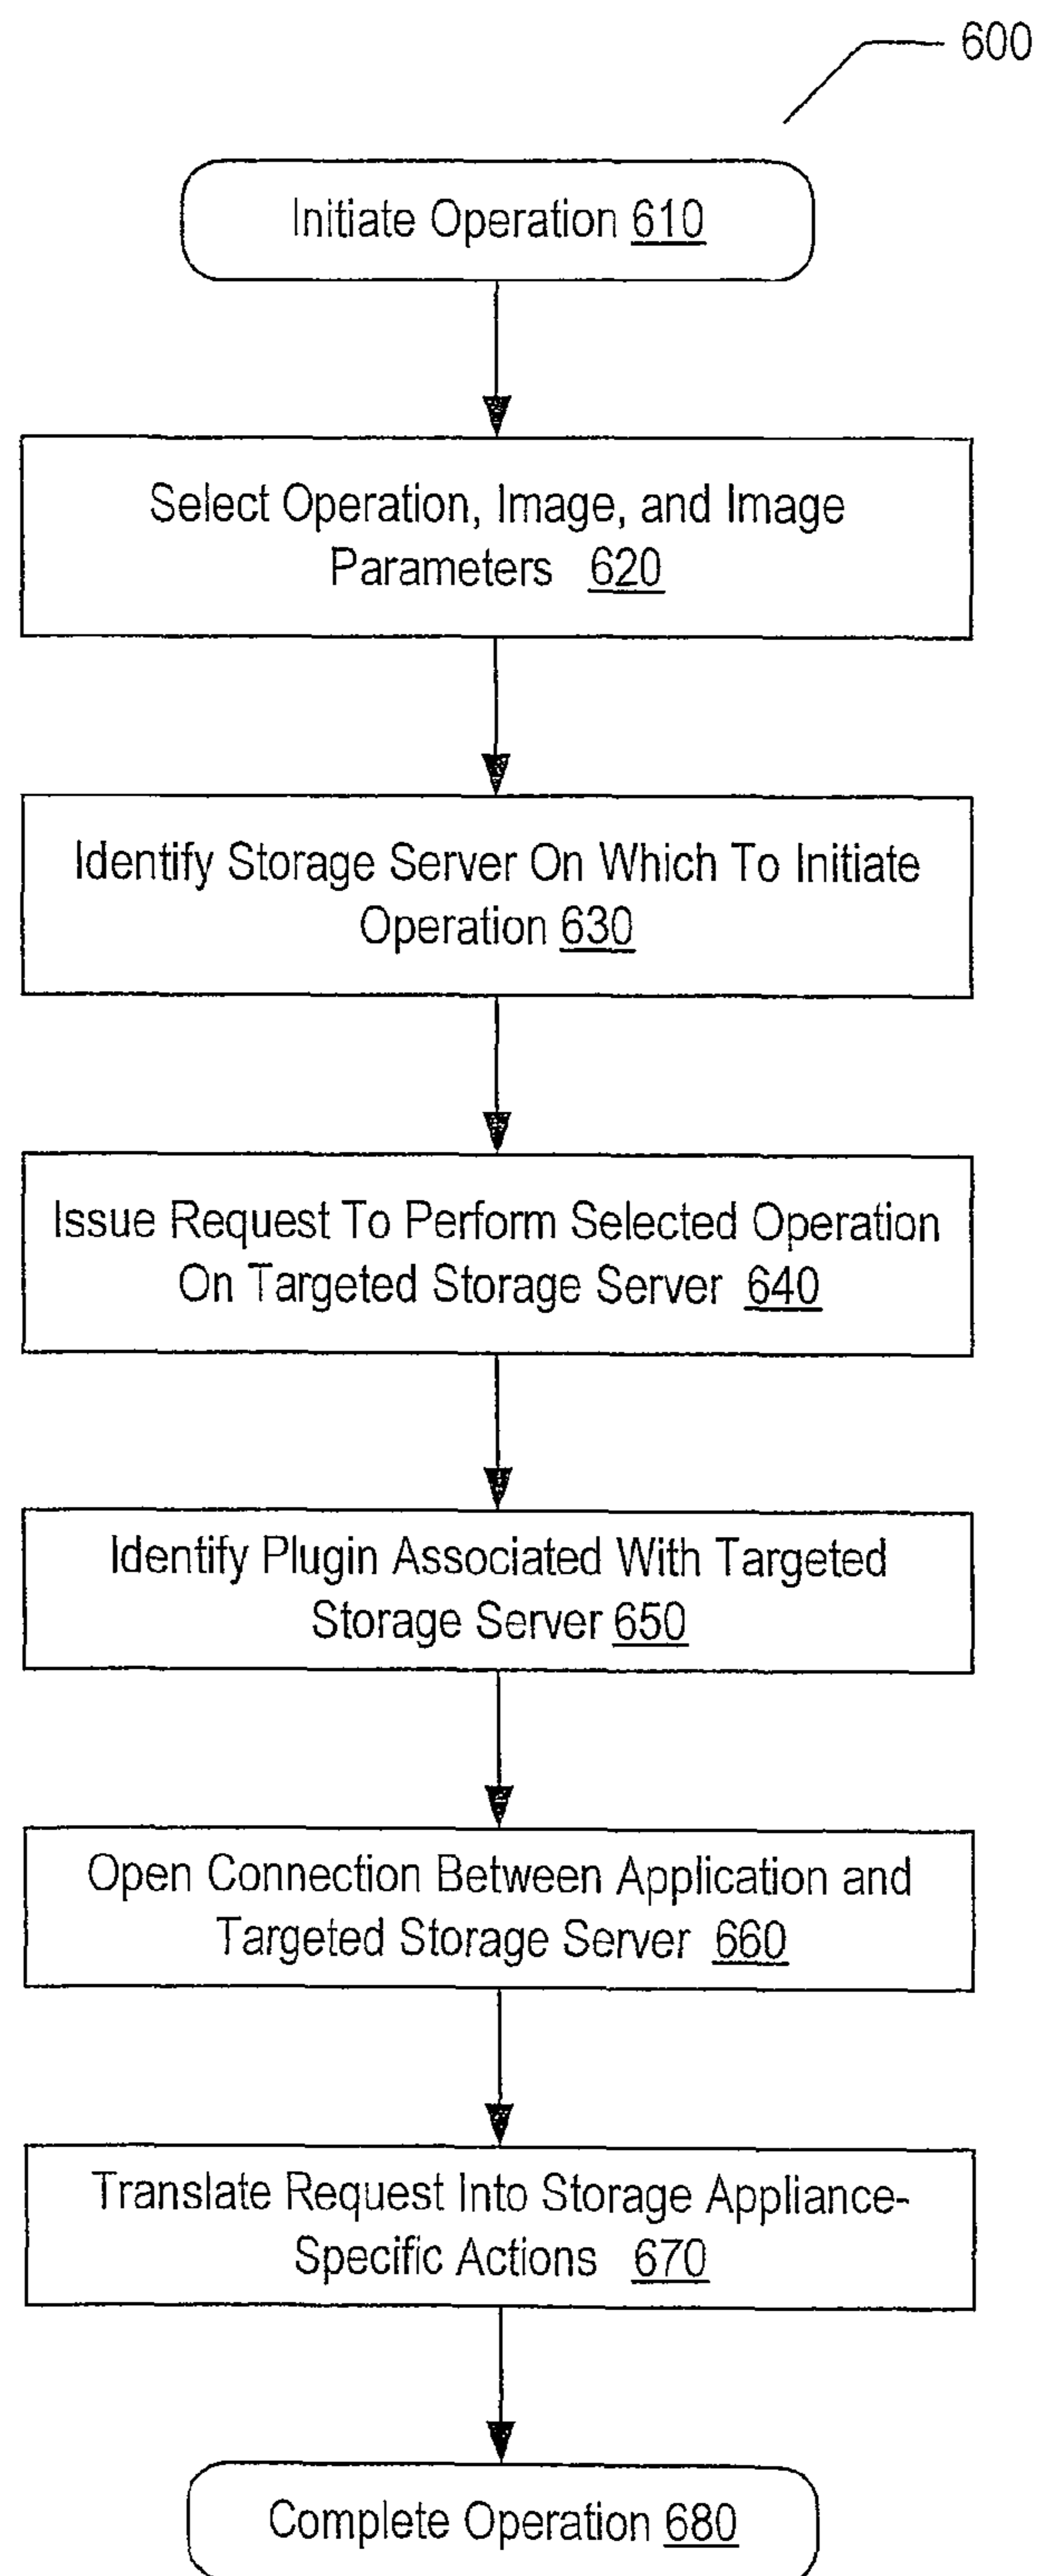 600
Initiate Operation 610
Select Operation, Image, and Image
Parameters 620
Identify Storage Server On Which To Initiate
Operation 630
Issue Request To Perform Selected Operation
On Targeted Storage Server 640
Identify Plugin Associated With Targeted
Storage Server 650
Open Connection Between Application and
Targeted Storage Server 660
Translate Request Into Storage Appliance-
Specific Actions 670
Complete Operation 680